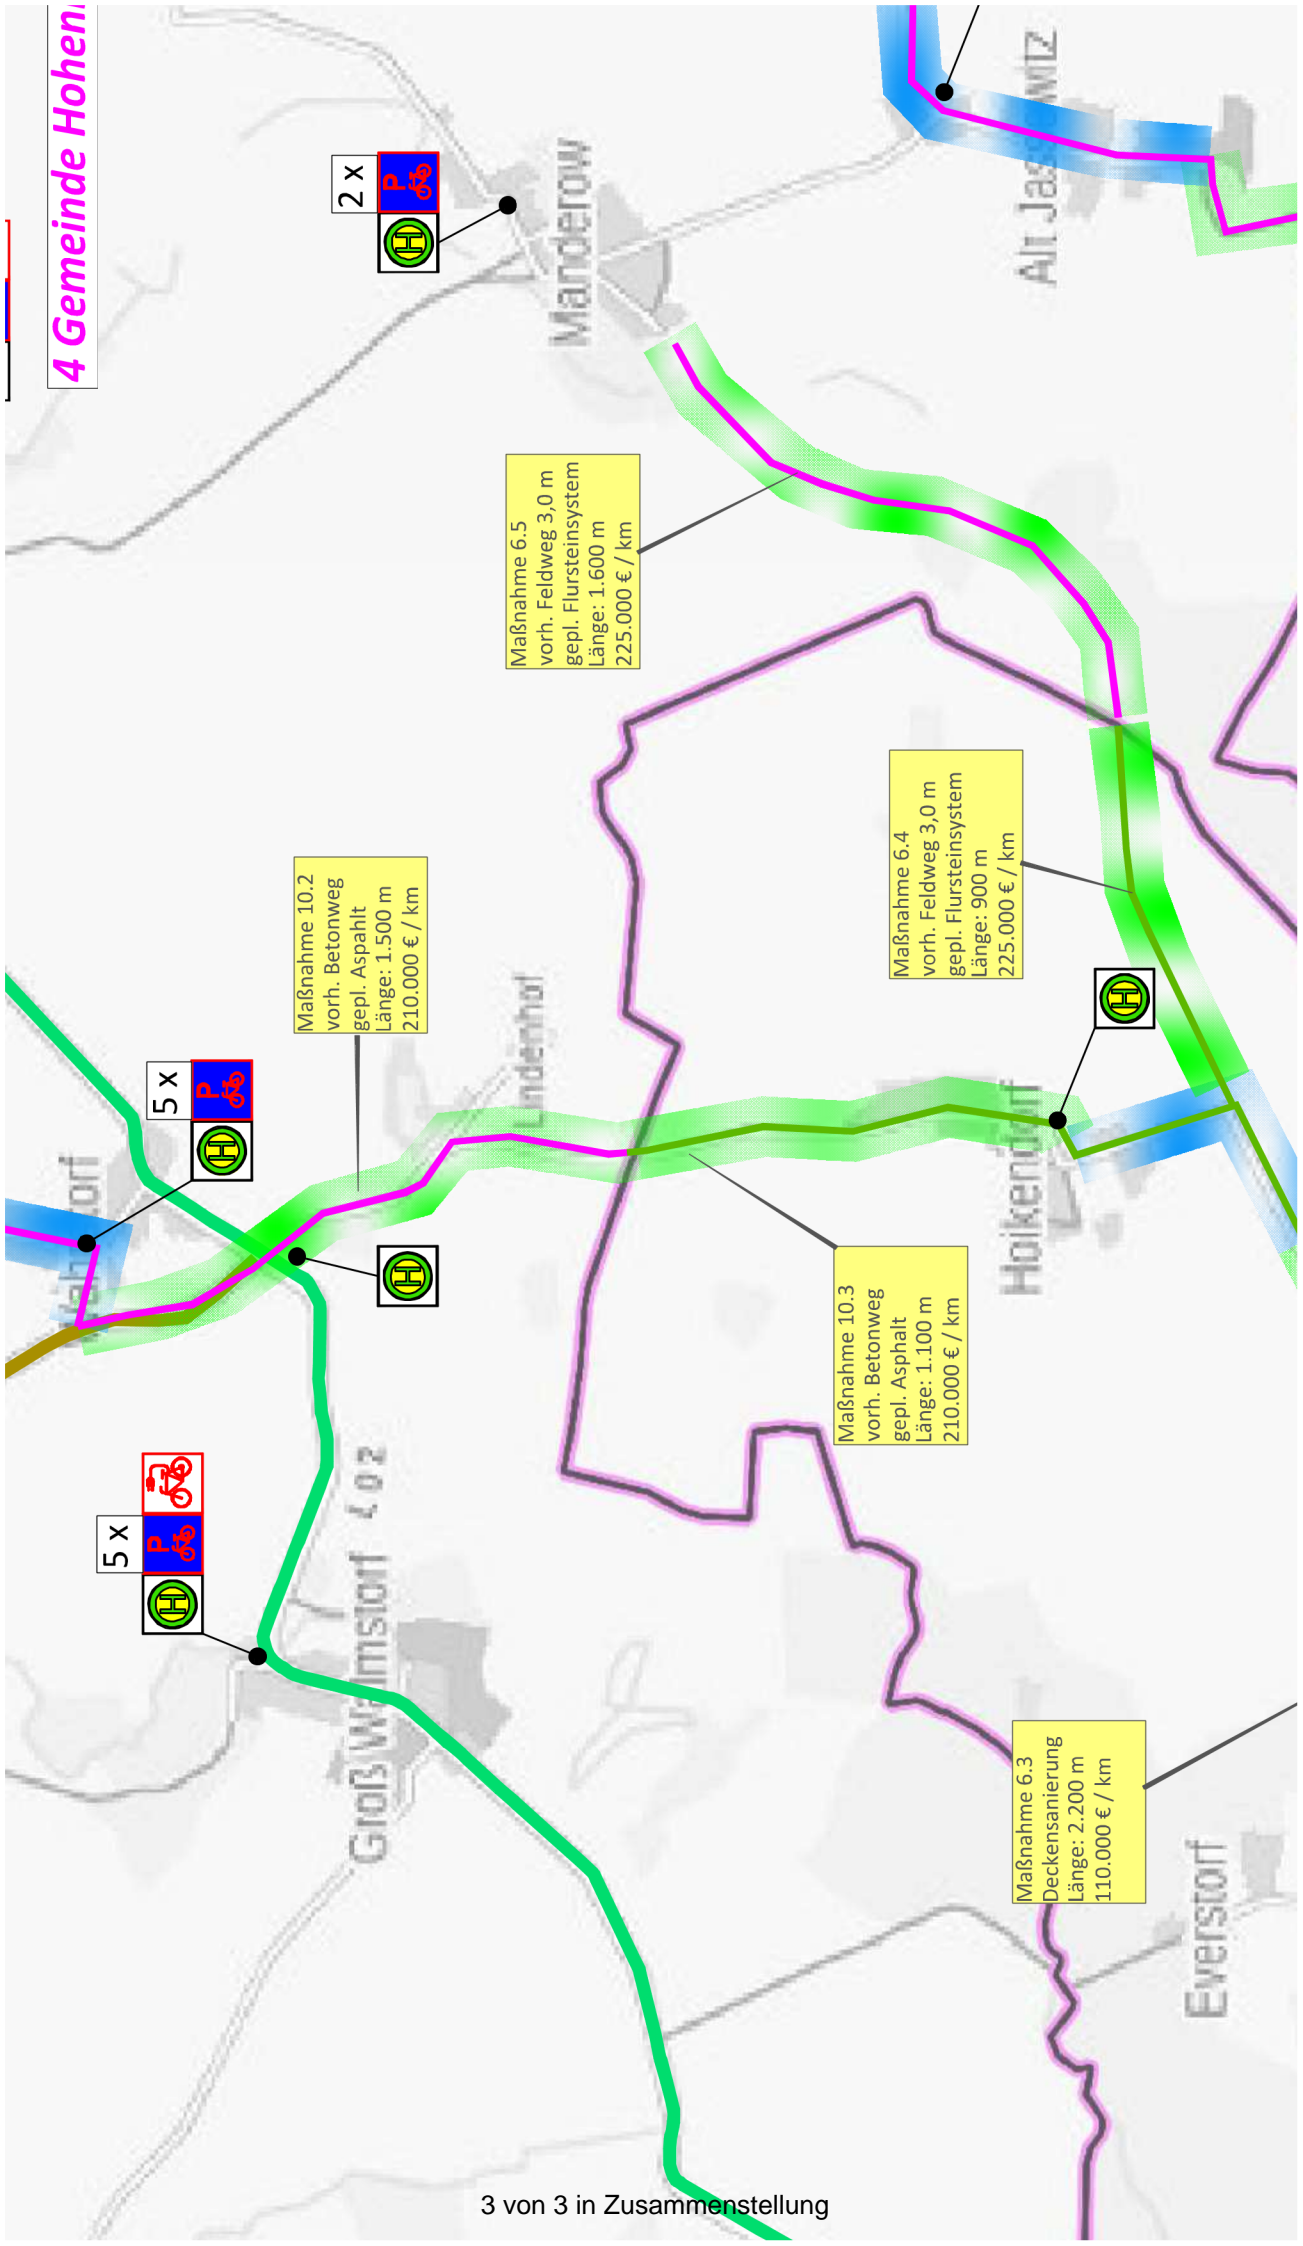 4 Gemeinde Hohen
2 x
P
H
Manderow
Maßnahme 6.5
vorh. Feldweg 3,0 m
gepl. Flursteinsystem
Länge: 1.600 m
225.000 € / km
Maßnahme 6.4
vorh. Feldweg 3,0 m
gepl. Flursteinsystem
Länge: 900 m
225.000 € / km
H
Maßnahme 10.2
vorh. Betonweg
gepl. Aspahlt
Länge: 1.500 m
210.000 € / km
Lindenhof
5 x
P
H
H
Hoikendorf
Maßnahme 10.3
vorh. Betonweg
gepl. Asphalt
Länge: 1.100 m
210.000 € / km
5 x
P
H
402
Groß Walmstorf
Maßnahme 6.3
Deckensanierung
Länge: 2.200 m
110.000 € / km
Everstorf
3 von 3 in Zusammenstellung